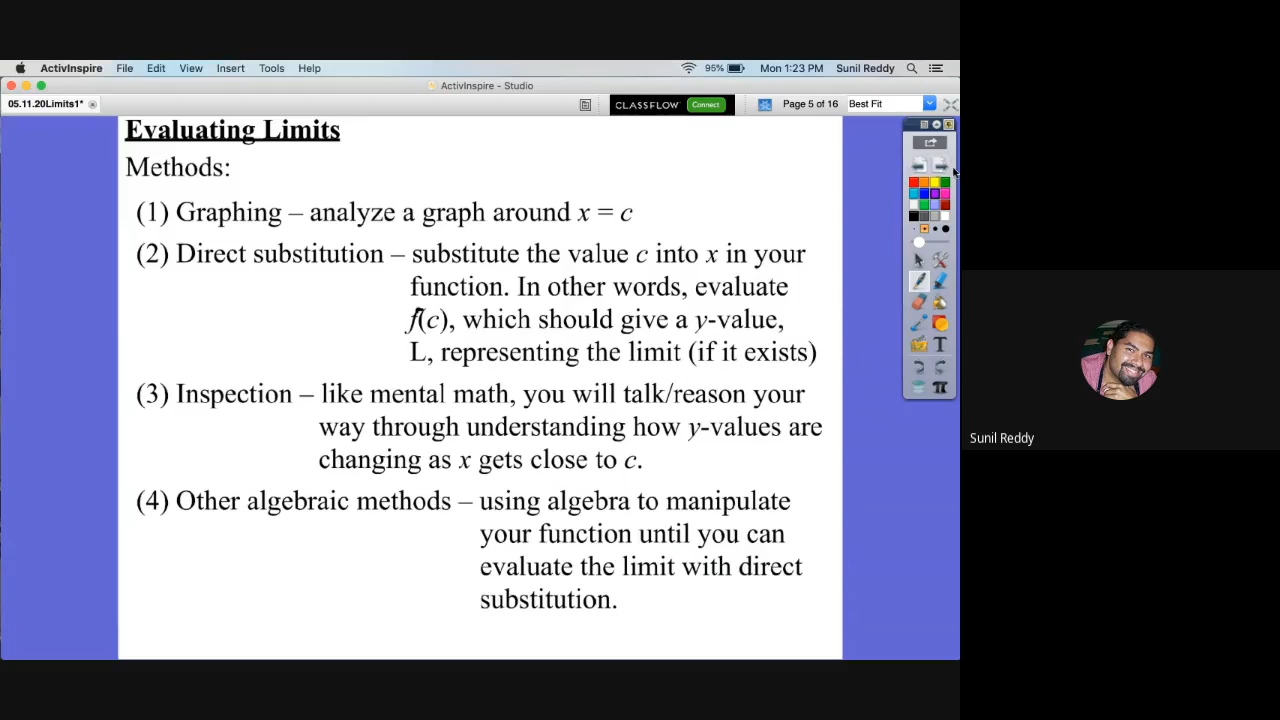 ActivInspire File Edit View Insert Tools Help 95% Mon 1:23 PM Sunil Reddy
ActivInspire - Studio
05.11.20Limits1* CLASSFLOW Connect Page 5 of 16 Best Fit
Evaluating Limits
Methods:
(1) Graphing – analyze a graph around x = c
(2) Direct substitution – substitute the value c into x in your
function. In other words, evaluate
f(c), which should give a y-value,
L, representing the limit (if it exists)
(3) Inspection – like mental math, you will talk/reason your
way through understanding how y-values are
changing as x gets close to c.
(4) Other algebraic methods – using algebra to manipulate
your function until you can
evaluate the limit with direct
substitution.
Sunil Reddy